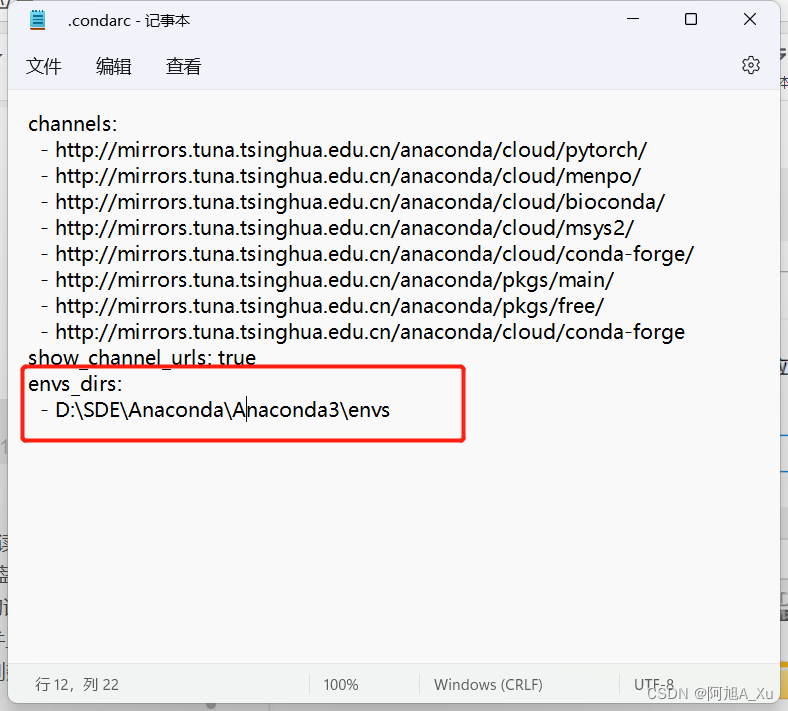 .condarc - 记事本
文件 编辑 查看
channels:
- http://mirrors.tuna.tsinghua.edu.cn/anaconda/cloud/pytorch/
- http://mirrors.tuna.tsinghua.edu.cn/anaconda/cloud/menpo/
- http://mirrors.tuna.tsinghua.edu.cn/anaconda/cloud/bioconda/
- http://mirrors.tuna.tsinghua.edu.cn/anaconda/cloud/msys2/
- http://mirrors.tuna.tsinghua.edu.cn/anaconda/cloud/conda-forge/
- http://mirrors.tuna.tsinghua.edu.cn/anaconda/pkgs/main/
- http://mirrors.tuna.tsinghua.edu.cn/anaconda/pkgs/free/
- http://mirrors.tuna.tsinghua.edu.cn/anaconda/cloud/conda-forge
show_channel_urls: true
envs_dirs:
- D:\SDE\Anaconda\Anaconda3\envs
行 12，列 22 100% Windows (CRLF) UTF-8
CSDN @阿旭A_Xu